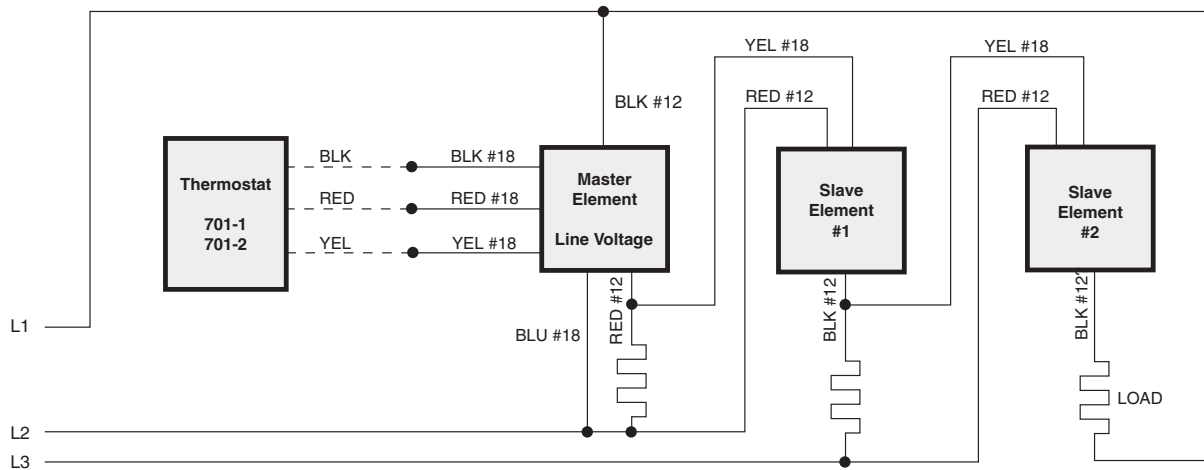 YEL #18
YEL #18
BLK #12
RED #12
RED #12
Thermostat
701-1
701-2
BLK
RED
YEL
BLK #18
RED #18
YEL #18
Master
Element
Line Voltage
Slave
Element
#1
Slave
Element
#2
L1
BLU #18
RED #12
BLK #12
BLK #12
LOAD
L2
L3